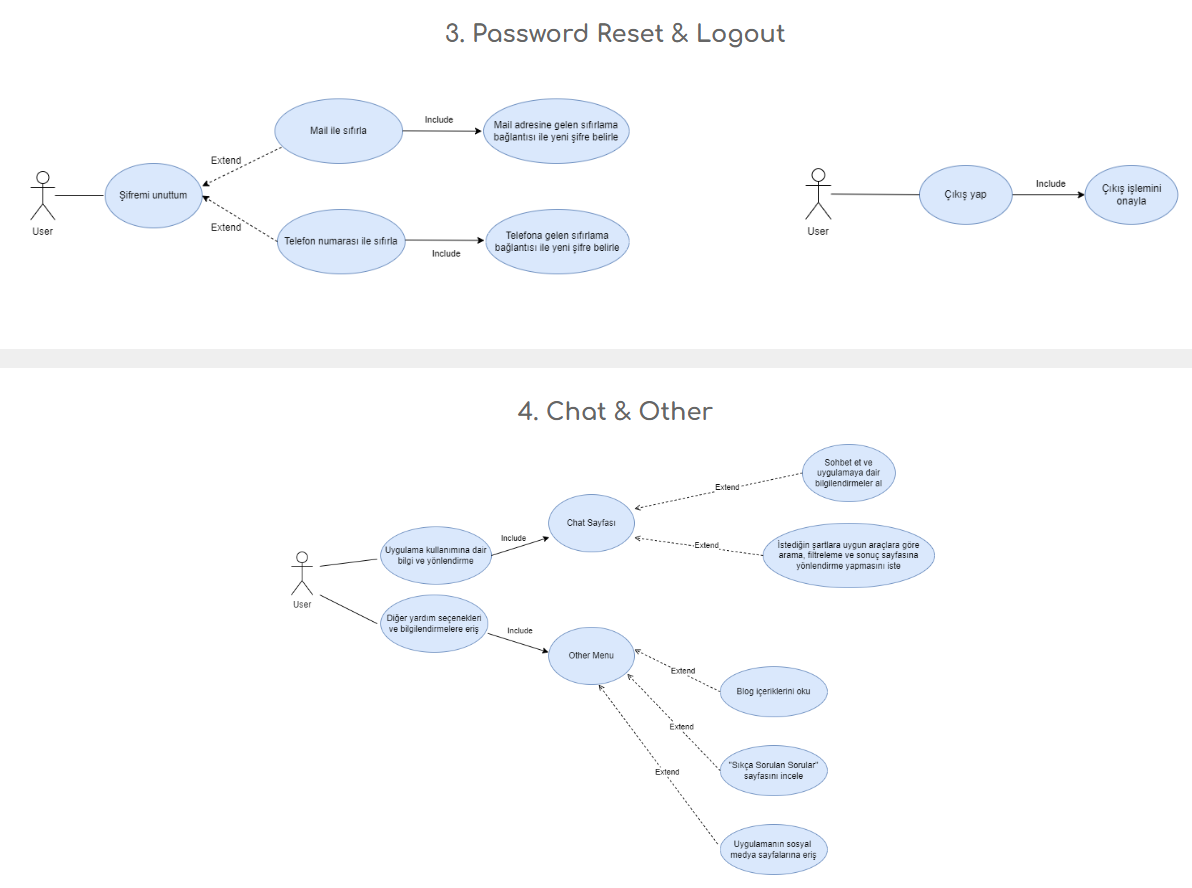 3. Password Reset & Logout
Mail ile sıfırla
Include
Mail adresine gelen sıfırlama
bağlantısı ile yeni şifre belirle
Extend
Şifremi unuttum
User
Extend
Telefon numarası ile sıfırla
Include
Telefona gelen sıfırlama
bağlantısı ile yeni şifre belirle
User
Çıkış yap
Include
Çıkış işlemini
onayla
4. Chat & Other
Sohbet et ve
uygulamaya dair
bilgilendirmeler al
Extend
Chat Sayfası
Include
Extend
İstediğin şartlara uygun araçlara göre
arama, filtreleme ve sonuç sayfasına
yönlendirme yapmasını iste
Uygulama kullanımına dair
bilgi ve yönlendirme
User
Diğer yardım seçenekleri
ve bilgilendirmelere eriş
Include
Other Menu
Extend
Blog içeriklerini oku
Extend
"Sıkça Sorulan Sorular"
sayfasını incele
Extend
Uygulamanın sosyal
medya sayfalarına eriş